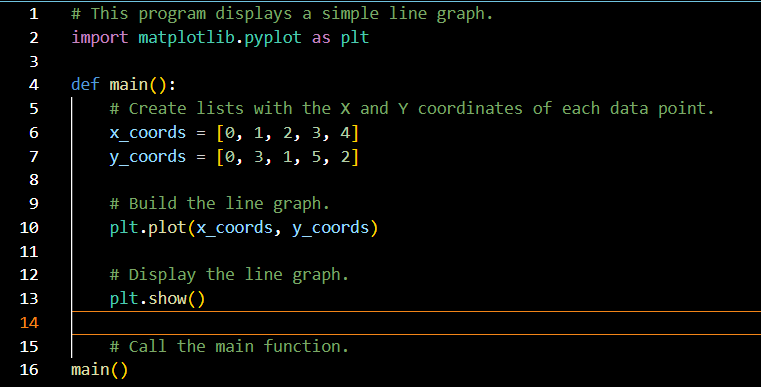 1 # This program displays a simple line graph.
2 import matplotlib.pyplot as plt
3
4 def main():
5     # Create lists with the X and Y coordinates of each data point.
6     x_coords = [0, 1, 2, 3, 4]
7     y_coords = [0, 3, 1, 5, 2]
8
9     # Build the line graph.
10     plt.plot(x_coords, y_coords)
11
12     # Display the line graph.
13     plt.show()
14
15     # Call the main function.
16 main()